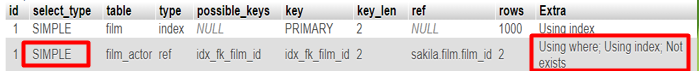 id select_type table type possible_keys key key_len ref rows Extra
1 SIMPLE film index NULL PRIMARY 2 NULL 1000 Using index
1 SIMPLE film_actor ref idx_fk_film_id idx_fk_film_id 2 sakila.film.film_id 2 Using where; Using index; Not
exists